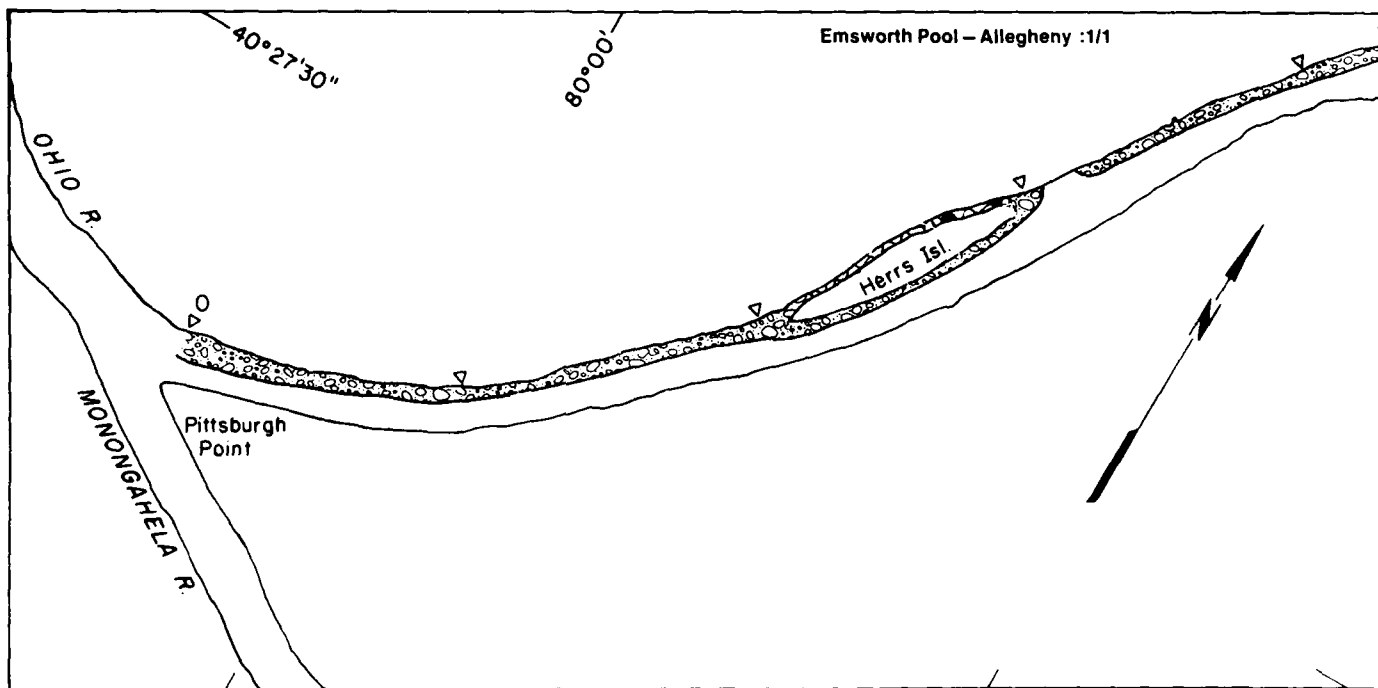 Emsworth Pool – Allegheny :1/1
40°27'30"
80°00'
OHIO R.
Herrs Isl.
O
Pittsburgh
Point
MONONGAHELA R.
N